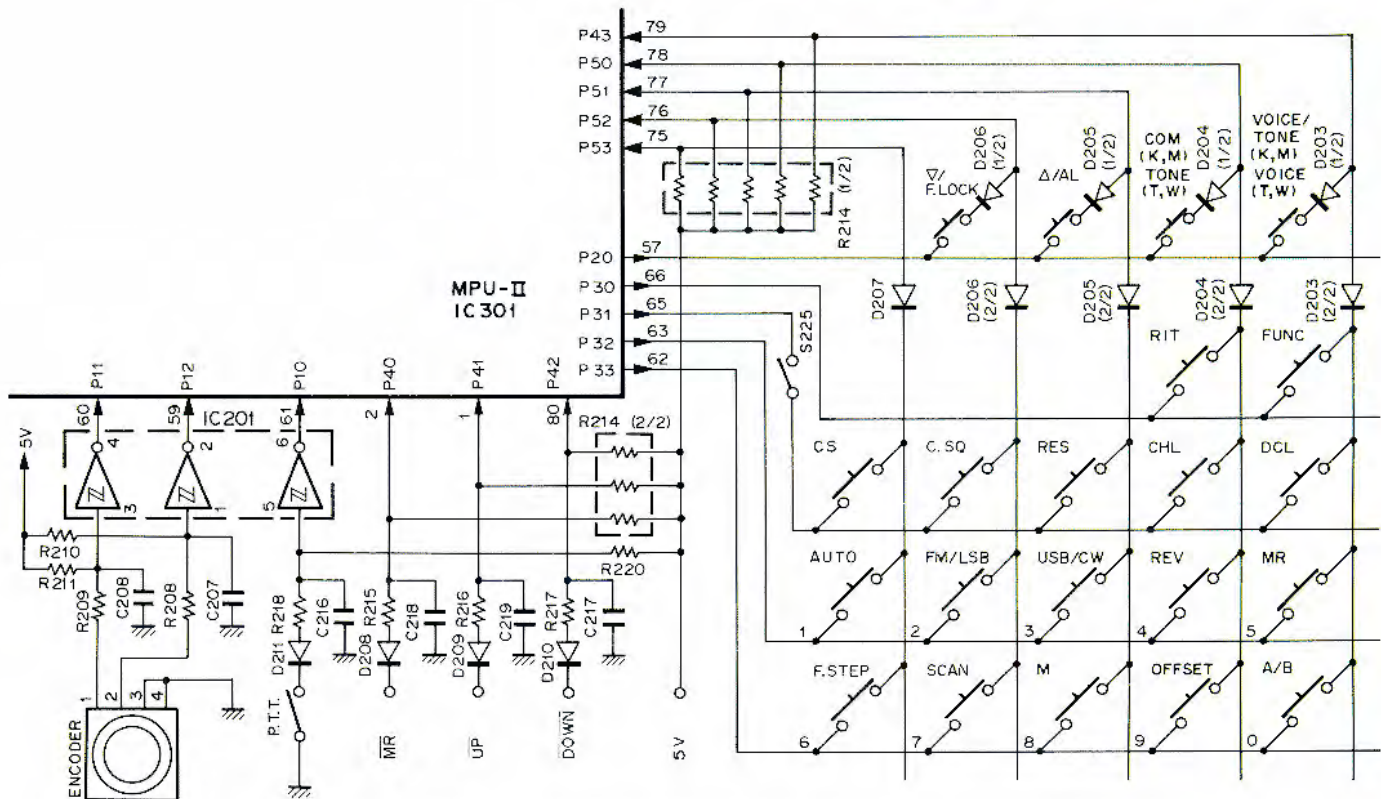 P43 79
P50 78
P51 77
P52 76
P53 75
R214 (1/2)
▽/
F.LOCK
D206
(1/2)
△/AL
D205
(1/2)
COM
(K,M)
TONE
(T,W)
D204
(1/2)
VOICE/
TONE
(K,M)
VOICE
(T,W)
D203
(1/2)
MPU-II
IC301
P20 57
P30 66
P31 65
P32 63
P33 62
S225
D207
D206
(2/2)
D205
(2/2)
D204
(2/2)
D203
(2/2)
RIT
FUNC
P11
P12
P10
P40
P41
P42
60
59
61
2
1
80
5V
IC201
4
2
6
3
1
5
R214 (2/2)
CS
C.SQ
RES
CHL
DCL
R210
R211
R209
C208
R208
C207
R220
R218
C216
R215
C218
R216
C219
R217
C217
D211
D208
D209
D210
AUTO
FM/LSB
USB/CW
REV
MR
1
2
3
4
5
F.STEP
SCAN
M
OFFSET
A/B
6
7
8
9
0
1
2
3
4
ENCODER
P.T.T.
MR
UP
DOWN
5V